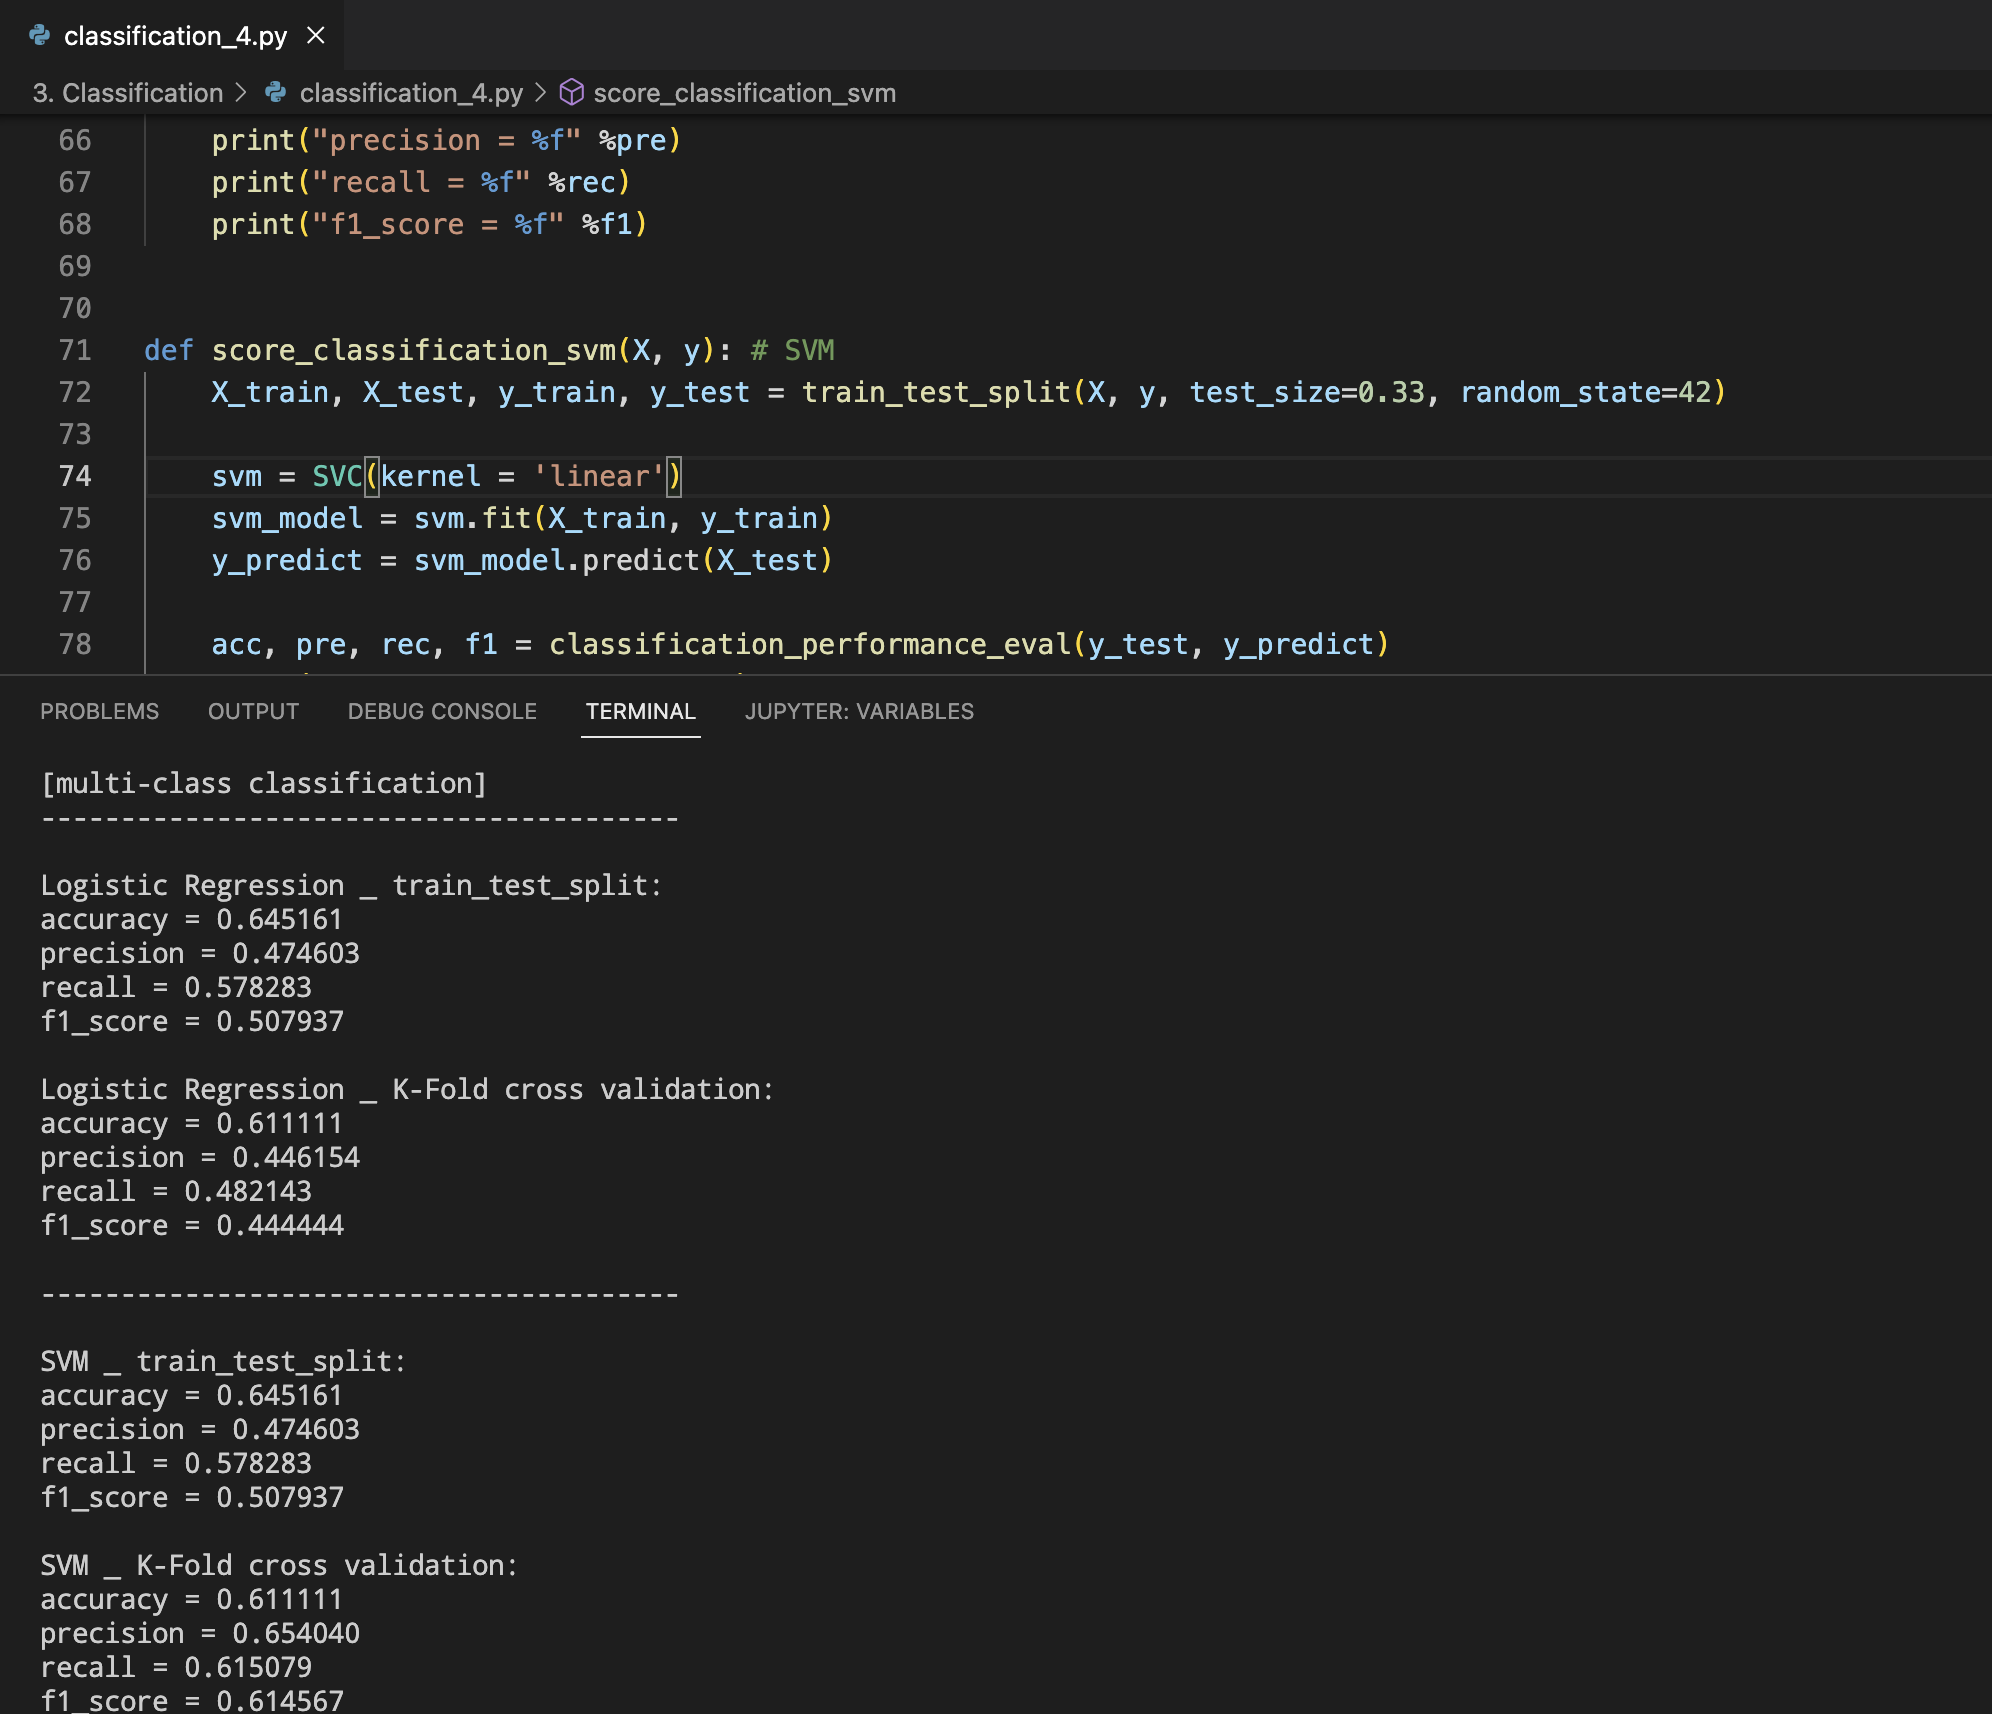 classification_4.py
3. Classification > classification_4.py > score_classification_svm
66 print("precision = %f" %pre)
67 print("recall = %f" %rec)
68 print("f1_score = %f" %f1)
69
70
71 def score_classification_svm(X, y): # SVM
72 X_train, X_test, y_train, y_test = train_test_split(X, y, test_size=0.33, random_state=42)
73
74 svm = SVC(kernel = 'linear')
75 svm_model = svm.fit(X_train, y_train)
76 y_predict = svm_model.predict(X_test)
77
78 acc, pre, rec, f1 = classification_performance_eval(y_test, y_predict)
PROBLEMS OUTPUT DEBUG CONSOLE TERMINAL JUPYTER: VARIABLES
[multi-class classification]
----------------------------------------
Logistic Regression _ train_test_split:
accuracy = 0.645161
precision = 0.474603
recall = 0.578283
f1_score = 0.507937
Logistic Regression _ K-Fold cross validation:
accuracy = 0.611111
precision = 0.446154
recall = 0.482143
f1_score = 0.444444
----------------------------------------
SVM _ train_test_split:
accuracy = 0.645161
precision = 0.474603
recall = 0.578283
f1_score = 0.507937
SVM _ K-Fold cross validation:
accuracy = 0.611111
precision = 0.654040
recall = 0.615079
f1_score = 0.614567